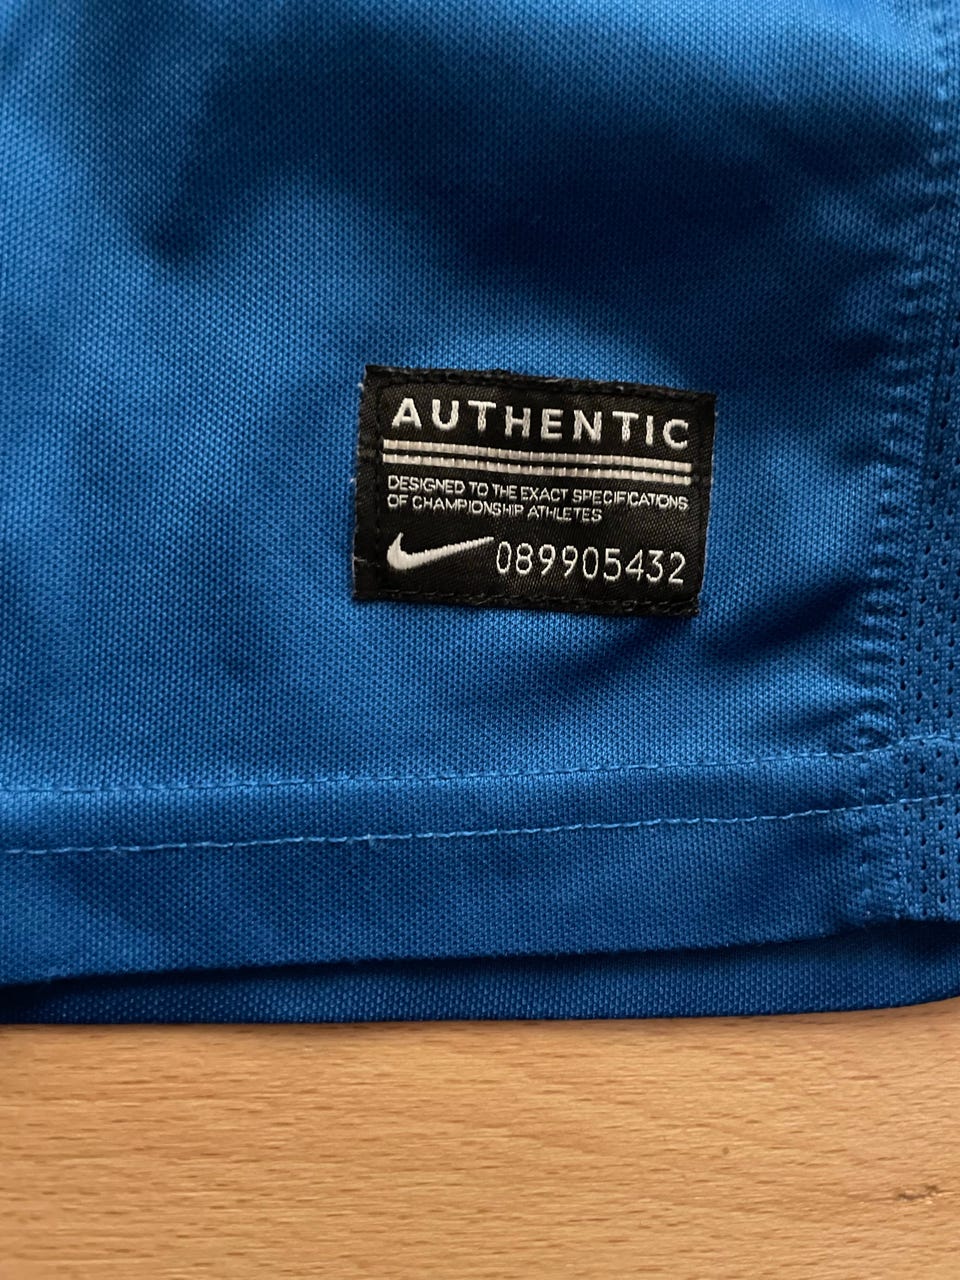 AUTHENTIC
DESIGNED TO THE EXACT SPECIFICATIONS
OF CHAMPIONSHIP ATHLETES
089905432